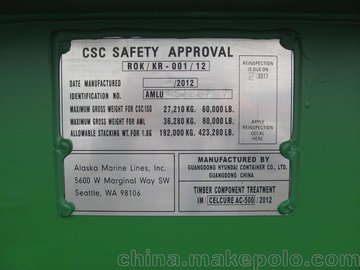 CSC SAFETY APPROVAL
ROK/KR-001/12
REINSPECTION
IS DUE ON
/2017
DATE MANUFACTURED /2012
IDENTIFICATION NO. AMLU
MAXIMUM GROSS WEIGHT FOR CSC/ISO 27,210 KG 60,000 LB.
MAXIMUM GROSS WEIGHT FOR AML 36,280 KG 80,000 LB.
ALLOWABLE STACKING WT. FOR 1.8G 192,000 KG 423,280 LB.
APPLY
REINSPECTION
DECALS
HERE
Alaska Marine Lines, Inc.
5600 W Marginal Way SW
Seattle, WA 98106
MANUFACTURED BY
GUANGDONG HYUNDAI CONTAINER CO., LTD.
GUANGDONG CHINA
TIMBER COMPONENT TREATMENT
IM / CELCURE AC-500 / 2012
china.makepolo.com